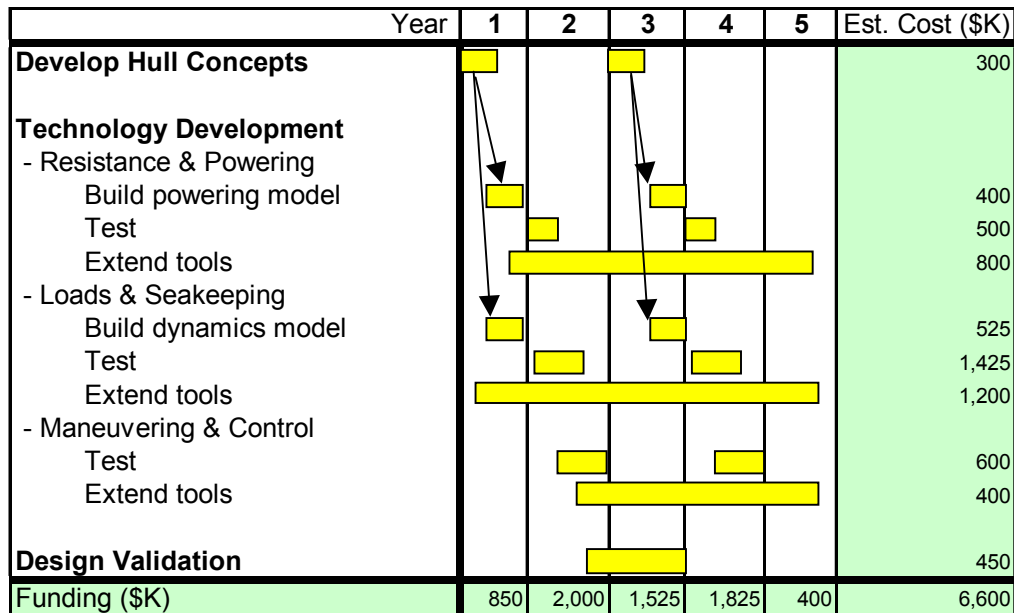 Year 1 2 3 4 5 Est. Cost ($K)
Develop Hull Concepts 300
Technology Development
- Resistance & Powering
Build powering model 400
Test 500
Extend tools 800
- Loads & Seakeeping
Build dynamics model 525
Test 1,425
Extend tools 1,200
- Maneuvering & Control
Test 600
Extend tools 400
Design Validation 450
Funding ($K) 850 2,000 1,525 1,825 400 6,600